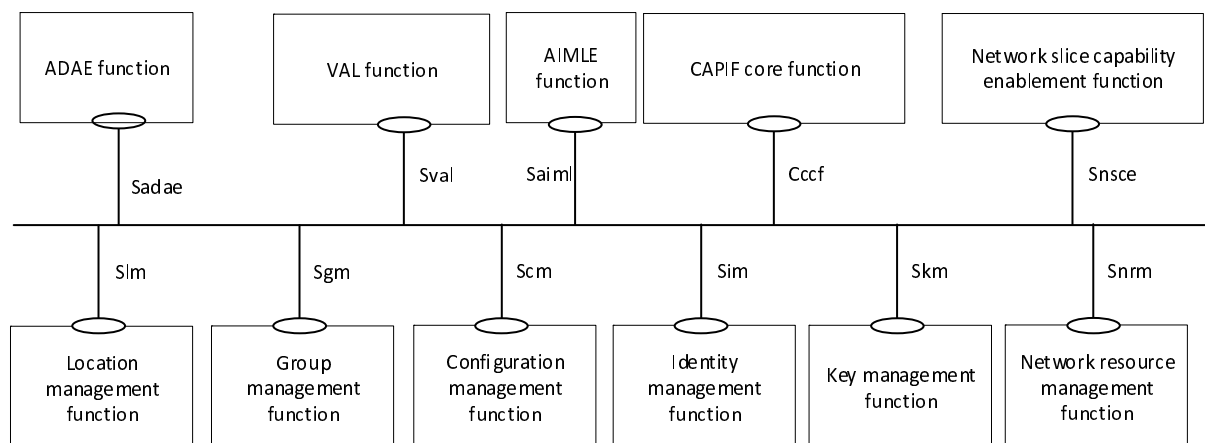 ADAE function
VAL function
AIMLE
function
CAPIF core function
Network slice capability
enablement function
Sadae
Sval
Saiml
Cccf
Snsce
Slm
Sgm
Scm
Sim
Skm
Snrm
Location
management
function
Group
management
function
Configuration
management
function
Identity
management
function
Key management
function
Network resource
management
function